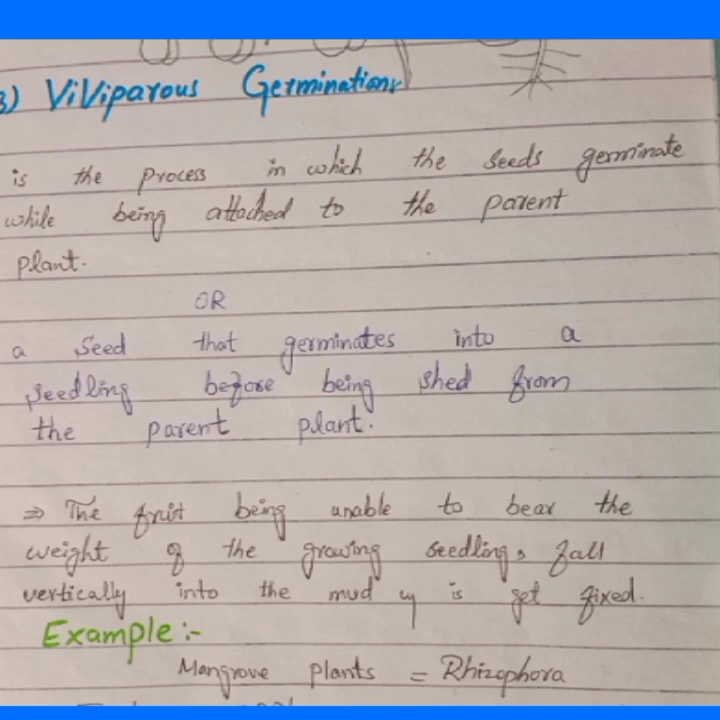 3) ViViparous Germination
is the process in which the seeds germinate
while being attached to the parent
plant.
OR
a seed that germinates into a
seedling before being shed from
the parent plant.
⇒ The fruit being unable to bear the
weight of the growing seedling, fall
vertically into the mud is get fixed.
Example :-
Mangrove plants = Rhizophora